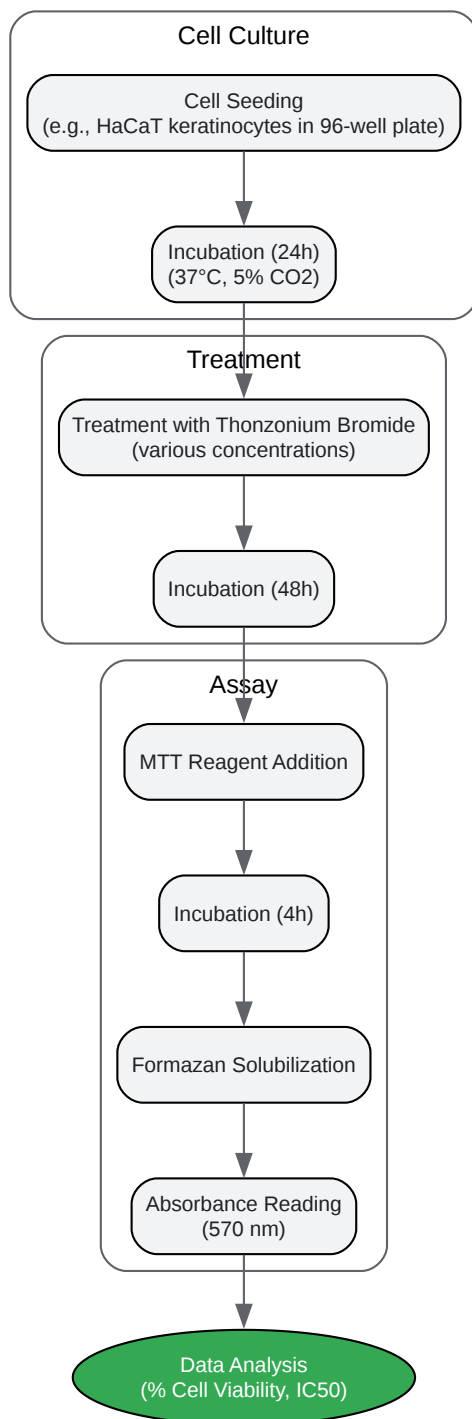 Cell Culture
Cell Seeding
(e.g., HaCaT keratinocytes in 96-well plate)
Incubation (24h)
(37°C, 5% CO2)
Treatment
Treatment with Thonzonium Bromide
(various concentrations)
Incubation (48h)
Assay
MTT Reagent Addition
Incubation (4h)
Formazan Solubilization
Absorbance Reading
(570 nm)
Data Analysis
(% Cell Viability, IC50)